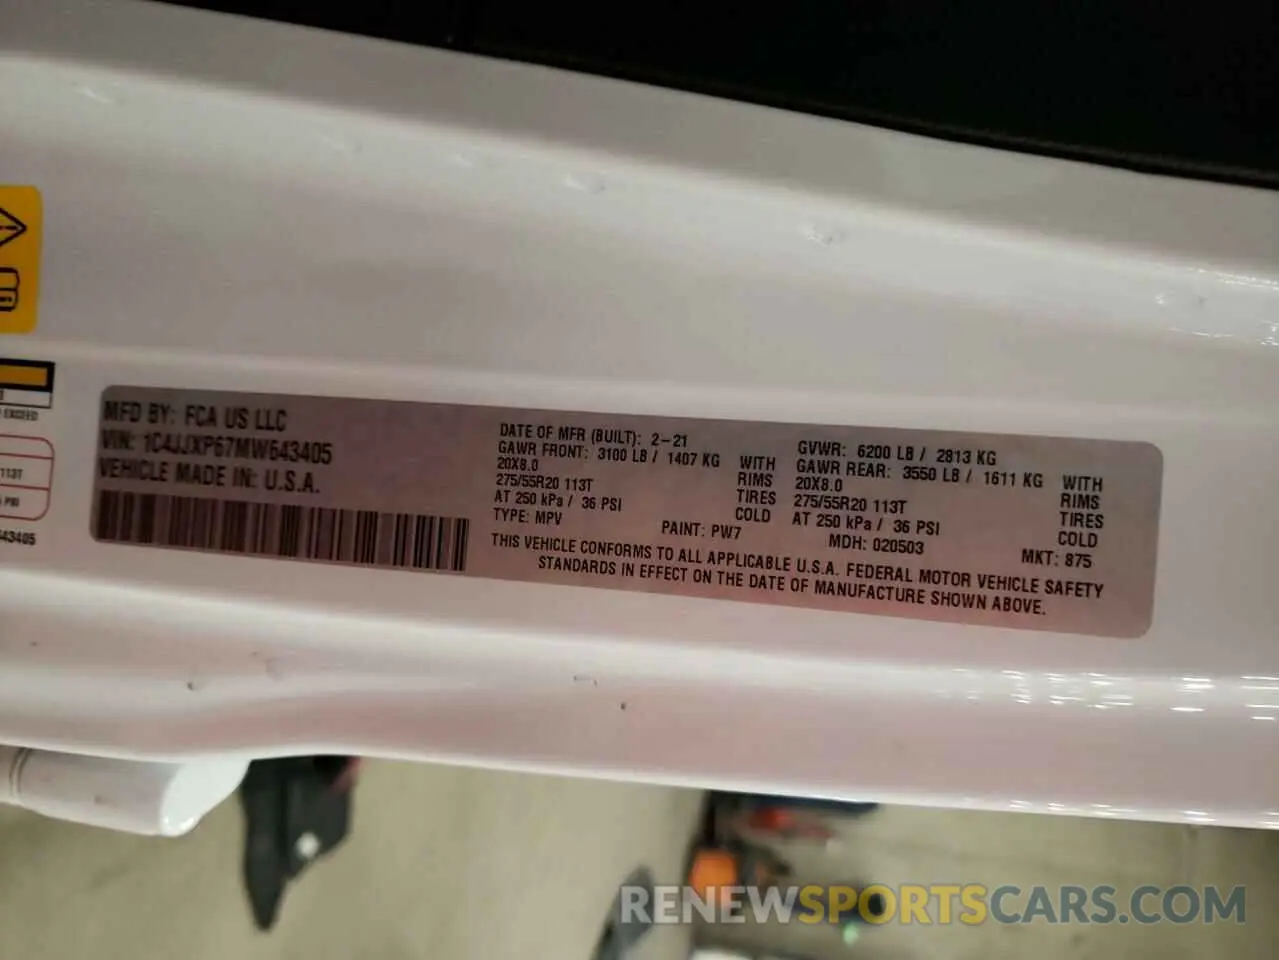 EXCEED
113T
PSI
643405
MFD BY: FCA US LLC
VIN: 1C4JJXP67MW643405
VEHICLE MADE IN: U.S.A.
DATE OF MFR (BUILT): 2-21
GAWR FRONT: 3100 LB / 1407 KG WITH
20X8.0 RIMS
275/55R20 113T TIRES
AT 250 kPa / 36 PSI COLD
TYPE: MPV PAINT: PW7
GVWR: 6200 LB / 2813 KG
GAWR REAR: 3550 LB / 1611 KG WITH
20X8.0 RIMS
275/55R20 113T TIRES
AT 250 kPa / 36 PSI COLD
MDH: 020503 MKT: 875
THIS VEHICLE CONFORMS TO ALL APPLICABLE U.S.A. FEDERAL MOTOR VEHICLE SAFETY
STANDARDS IN EFFECT ON THE DATE OF MANUFACTURE SHOWN ABOVE.
RENEWSPORTSCARS.COM